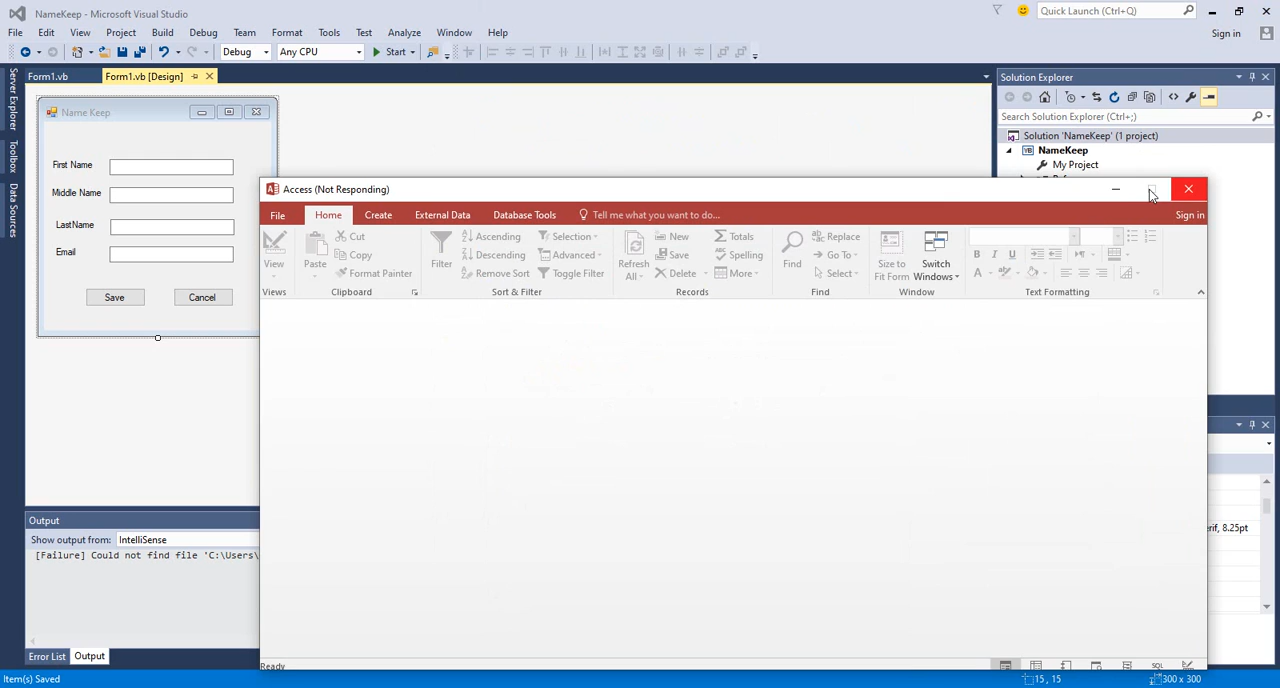 NameKeep - Microsoft Visual Studio
Quick Launch (Ctrl+Q)
File Edit View Project Build Debug Team Format Tools Test Analyze Window Help
Sign in
Debug Any CPU Start
Server Explorer
Toolbox
Data Sources
Form1.vb Form1.vb [Design]
Name Keep
First Name
Middle Name
LastName
Email
Save Cancel
Solution Explorer
Search Solution Explorer (Ctrl+;)
Solution 'NameKeep' (1 project)
VB NameKeep
My Project
Access (Not Responding)
File Home Create External Data Database Tools Tell me what you want to do... Sign in
View
Views
Paste
Cut
Copy
Format Painter
Clipboard
Filter
Ascending
Descending
Remove Sort
Selection
Advanced
Toggle Filter
Sort & Filter
Refresh
All
New
Save
Delete
Totals
Spelling
More
Records
Find
Replace
Go To
Select
Find
Size to
Fit Form
Switch
Windows
Window
B I U
A
Text Formatting
Ready
SQL
erif, 8.25pt
Output
Show output from: IntelliSense
[Failure] Could not find file 'C:\Users\
Error List Output
Item(s) Saved
15 , 15
300 x 300